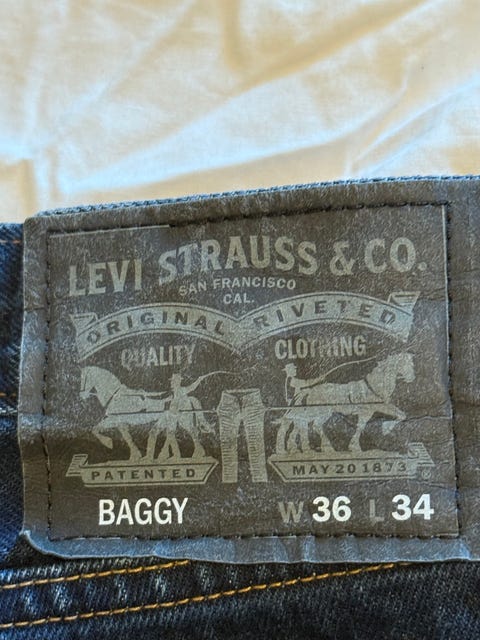 LEVI STRAUSS & CO.
SAN FRANCISCO
CAL.
ORIGINAL RIVETED
QUALITY CLOTHING
PATENTED MAY 20 1873
BAGGY W 36 L 34